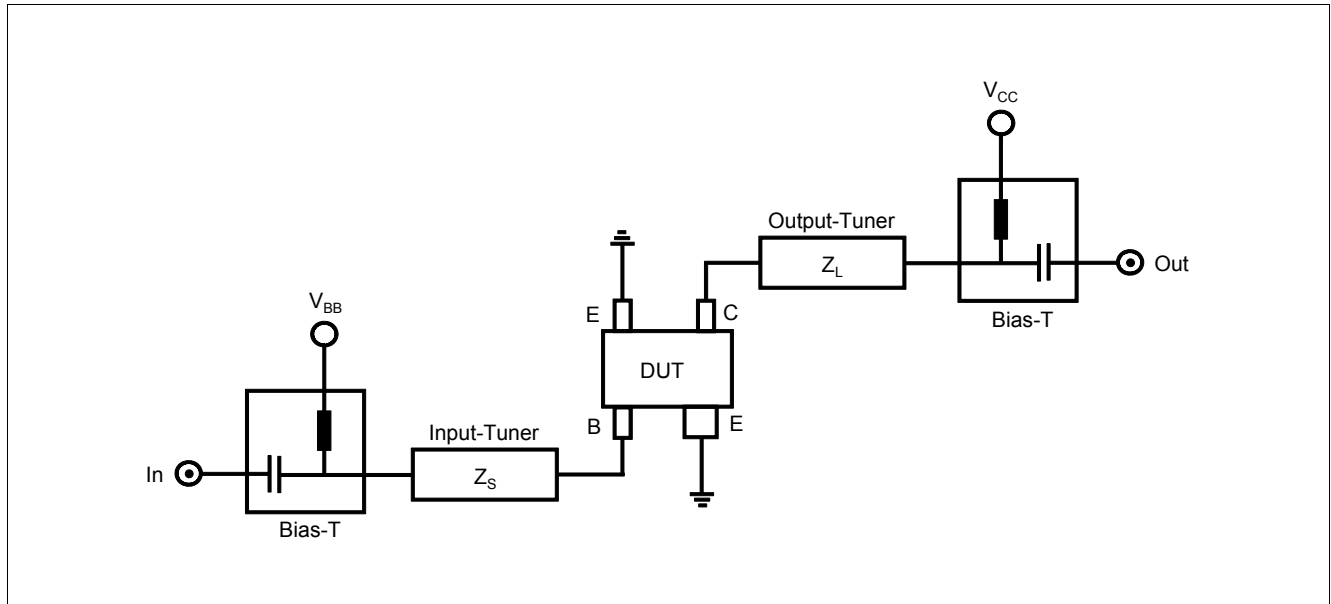 V_CC
Output-Tuner
Z_L
Out
Bias-T
E
C
V_BB
DUT
B
E
Input-Tuner
In
Z_S
Bias-T